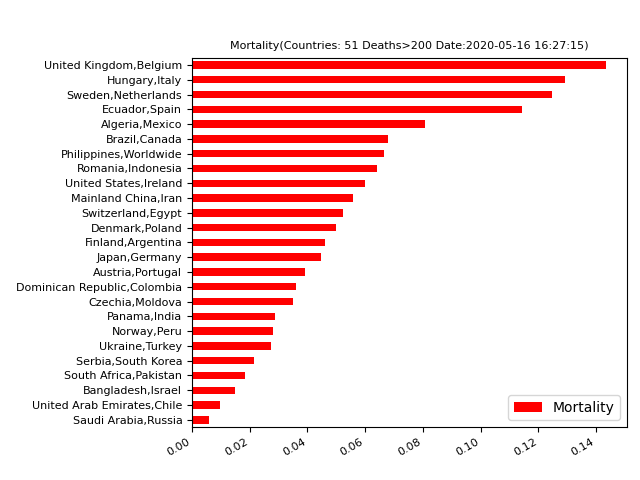 Mortality(Countries: 51 Deaths>200 Date:2020-05-16 16:27:15)
United Kingdom,Belgium
Hungary,Italy
Sweden,Netherlands
Ecuador,Spain
Algeria,Mexico
Brazil,Canada
Philippines,Worldwide
Romania,Indonesia
United States,Ireland
Mainland China,Iran
Switzerland,Egypt
Denmark,Poland
Finland,Argentina
Japan,Germany
Austria,Portugal
Dominican Republic,Colombia
Czechia,Moldova
Panama,India
Norway,Peru
Ukraine,Turkey
Serbia,South Korea
South Africa,Pakistan
Bangladesh,Israel
United Arab Emirates,Chile
Saudi Arabia,Russia
Mortality
0.00 0.02 0.04 0.06 0.08 0.10 0.12 0.14